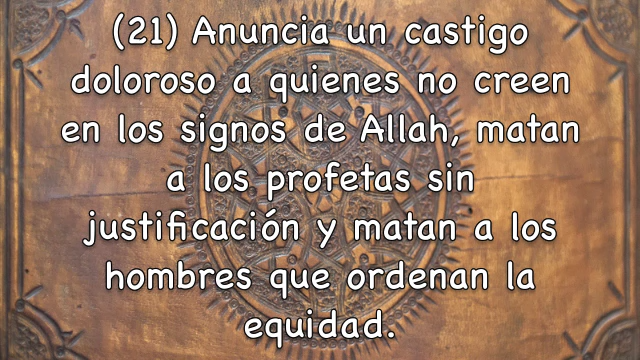 (21) Anuncia un castigo
doloroso a quienes no creen
en los signos de Allah, matan
a los profetas sin
justificación y matan a los
hombres que ordenan la
equidad.